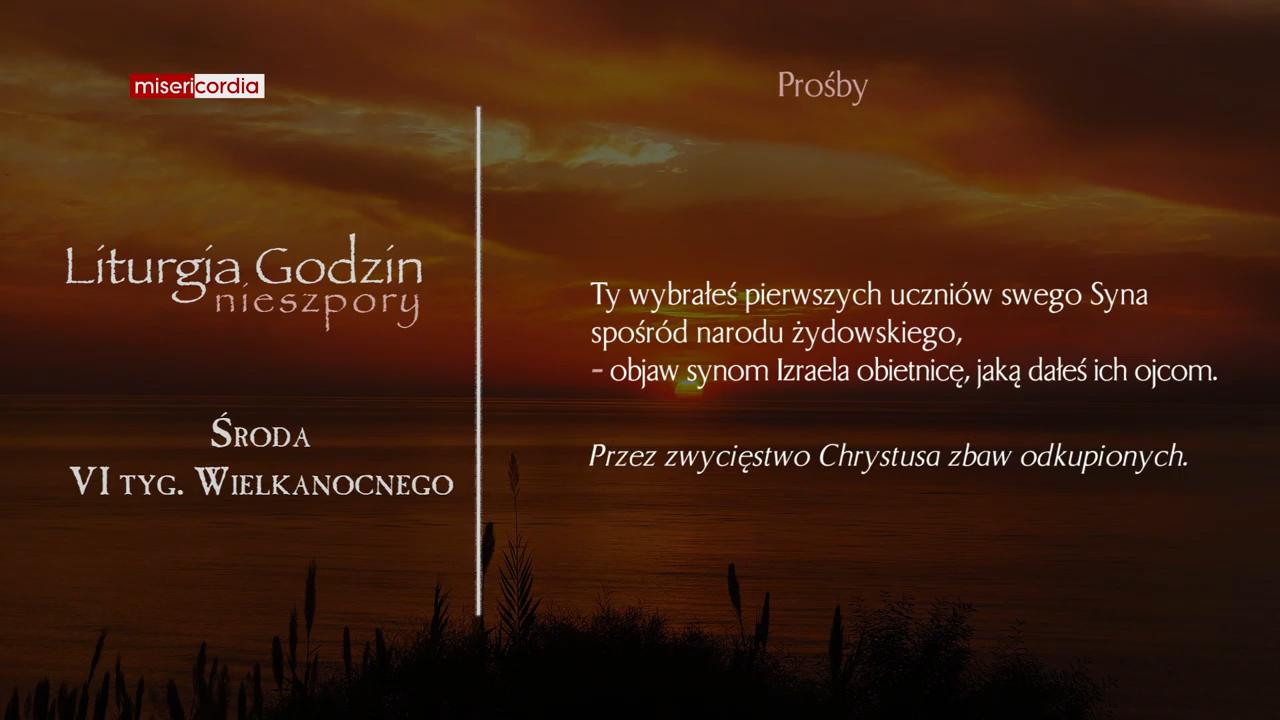 misericordia
Liturgia Godzin
nieszpory
Środa
VI tyg. Wielkanocnego
Prośby
Ty wybrałeś pierwszych uczniów swego Syna
spośród narodu żydowskiego,
- objaw synom Izraela obietnicę, jaką dałeś ich ojcom.
Przez zwycięstwo Chrystusa zbaw odkupionych.